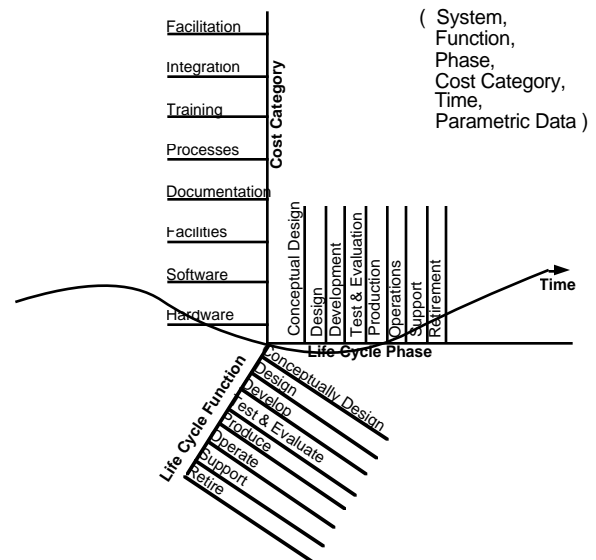 ( System,
Function,
Phase,
Cost Category,
Time,
Parametric Data )
Facilitation
Integration
Training
Processes
Documentation
Facilities
Software
Hardware
Cost Category
Conceptual Design
Design
Development
Test & Evaluation
Production
Operations
Support
Retirement
Life Cycle Phase
Time
Life Cycle Function
Conceptually Design
Design
Develop
Test & Evaluate
Produce
Operate
Support
Retire